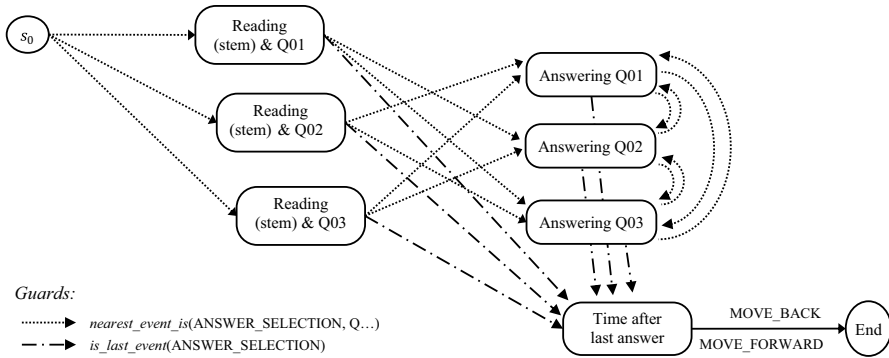 s0
Reading
(stem) & Q01
Reading
(stem) & Q02
Reading
(stem) & Q03
Answering Q01
Answering Q02
Answering Q03
Time after
last answer
MOVE_BACK
MOVE_FORWARD
End
Guards:
nearest_event_is(ANSWER_SELECTION, Q…)
is_last_event(ANSWER_SELECTION)